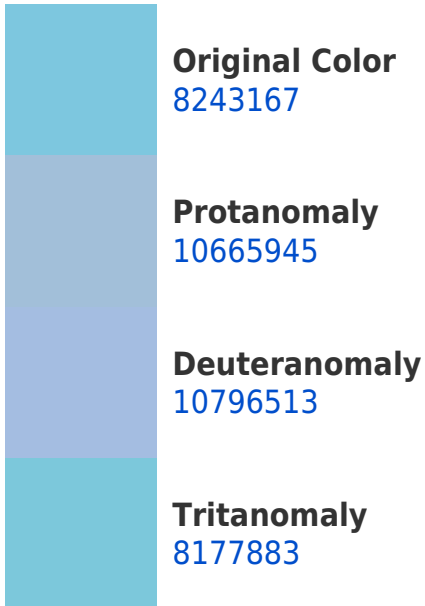 Original Color
8243167
Protanomaly
10665945
Deuteranomaly
10796513
Tritanomaly
8177883